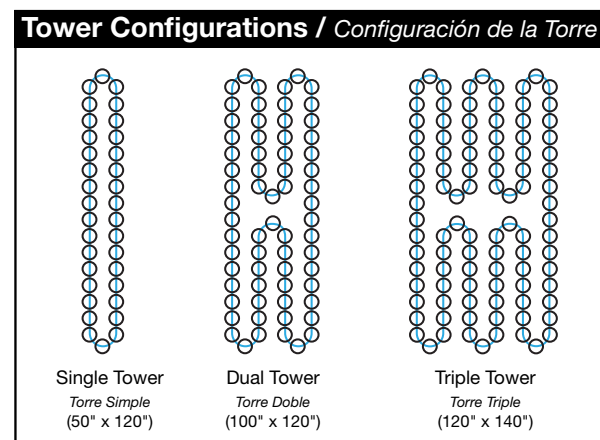 Tower Configurations / Configuración de la Torre
Single Tower
Torre Simple
(50" x 120")
Dual Tower
Torre Doble
(100" x 120")
Triple Tower
Torre Triple
(120" x 140")